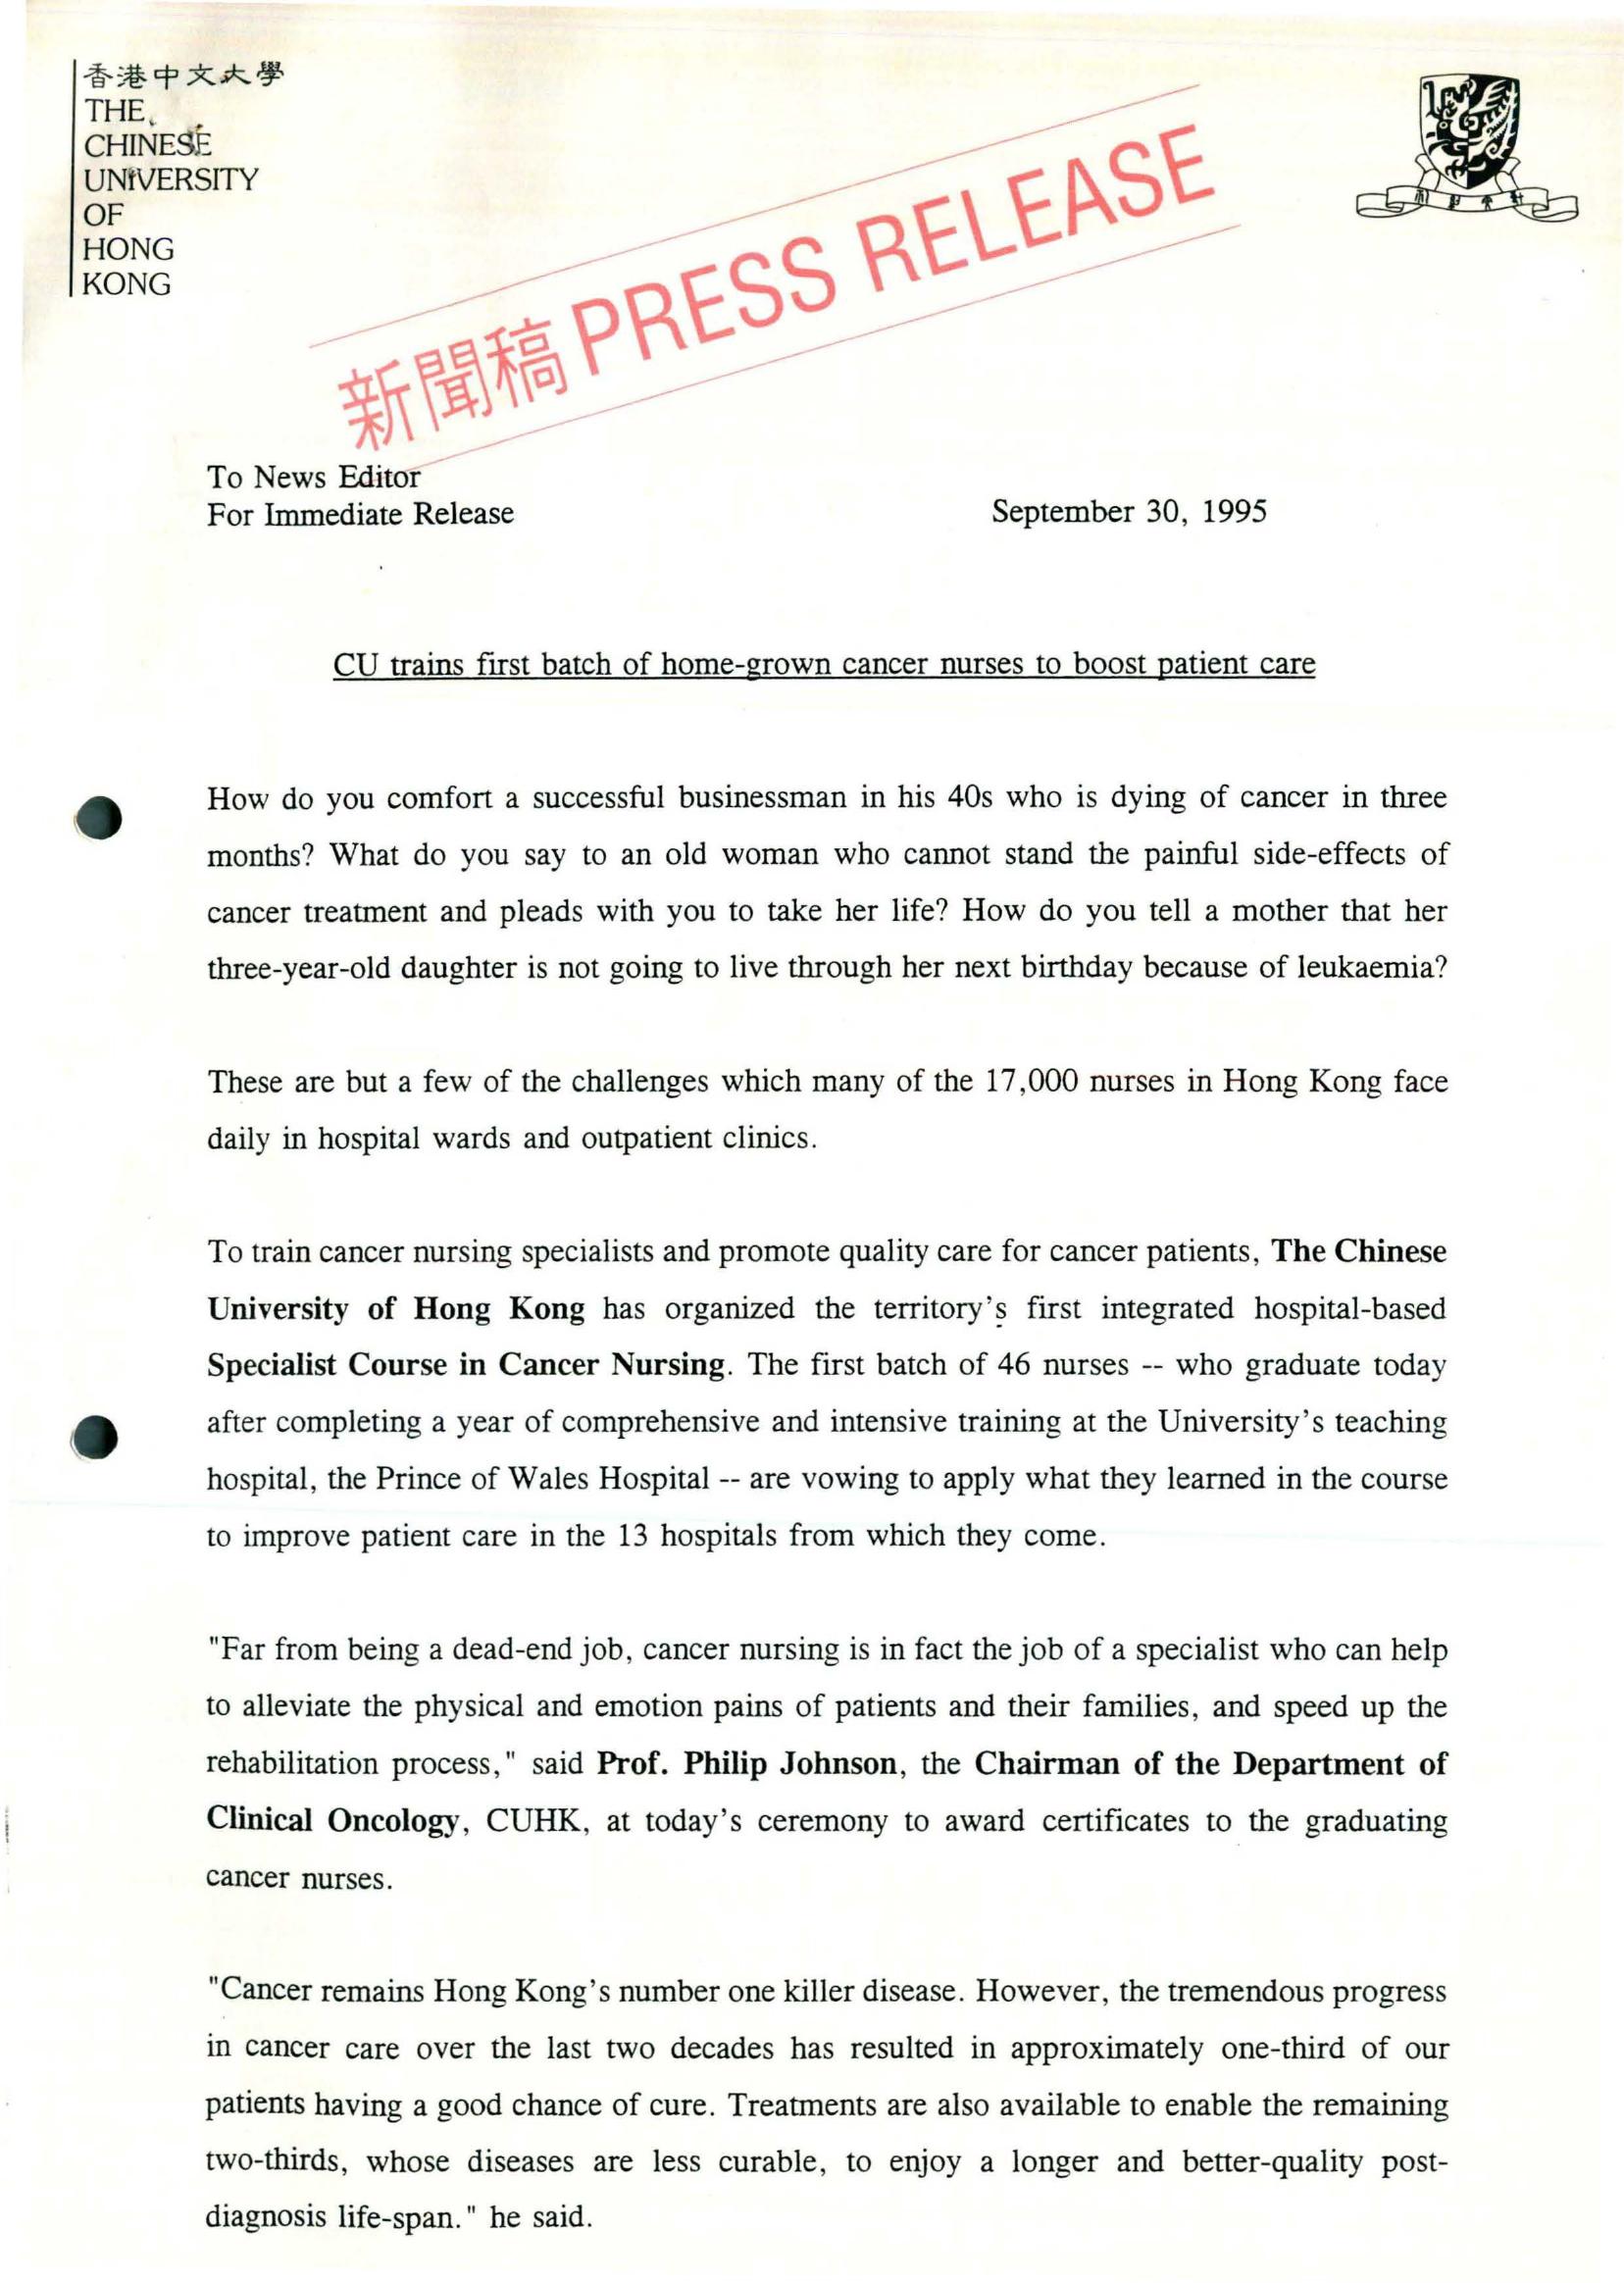 香港中文大學
THE
CHINESE
UNIVERSITY
OF
HONG
KONG
新聞稿 PRESS RELEASE
To News Editor
For Immediate Release
September 30, 1995
CU trains first batch of home-grown cancer nurses to boost patient care
How do you comfort a successful businessman in his 40s who is dying of cancer in three
months? What do you say to an old woman who cannot stand the painful side-effects of
cancer treatment and pleads with you to take her life? How do you tell a mother that her
three-year-old daughter is not going to live through her next birthday because of leukaemia?
These are but a few of the challenges which many of the 17,000 nurses in Hong Kong face
daily in hospital wards and outpatient clinics.
To train cancer nursing specialists and promote quality care for cancer patients, The Chinese
University of Hong Kong has organized the territory's first integrated hospital-based
Specialist Course in Cancer Nursing. The first batch of 46 nurses -- who graduate today
after completing a year of comprehensive and intensive training at the University's teaching
hospital, the Prince of Wales Hospital -- are vowing to apply what they learned in the course
to improve patient care in the 13 hospitals from which they come.
"Far from being a dead-end job, cancer nursing is in fact the job of a specialist who can help
to alleviate the physical and emotion pains of patients and their families, and speed up the
rehabilitation process," said Prof. Philip Johnson, the Chairman of the Department of
Clinical Oncology, CUHK, at today's ceremony to award certificates to the graduating
cancer nurses.
"Cancer remains Hong Kong's number one killer disease. However, the tremendous progress
in cancer care over the last two decades has resulted in approximately one-third of our
patients having a good chance of cure. Treatments are also available to enable the remaining
two-thirds, whose diseases are less curable, to enjoy a longer and better-quality post-
diagnosis life-span." he said.